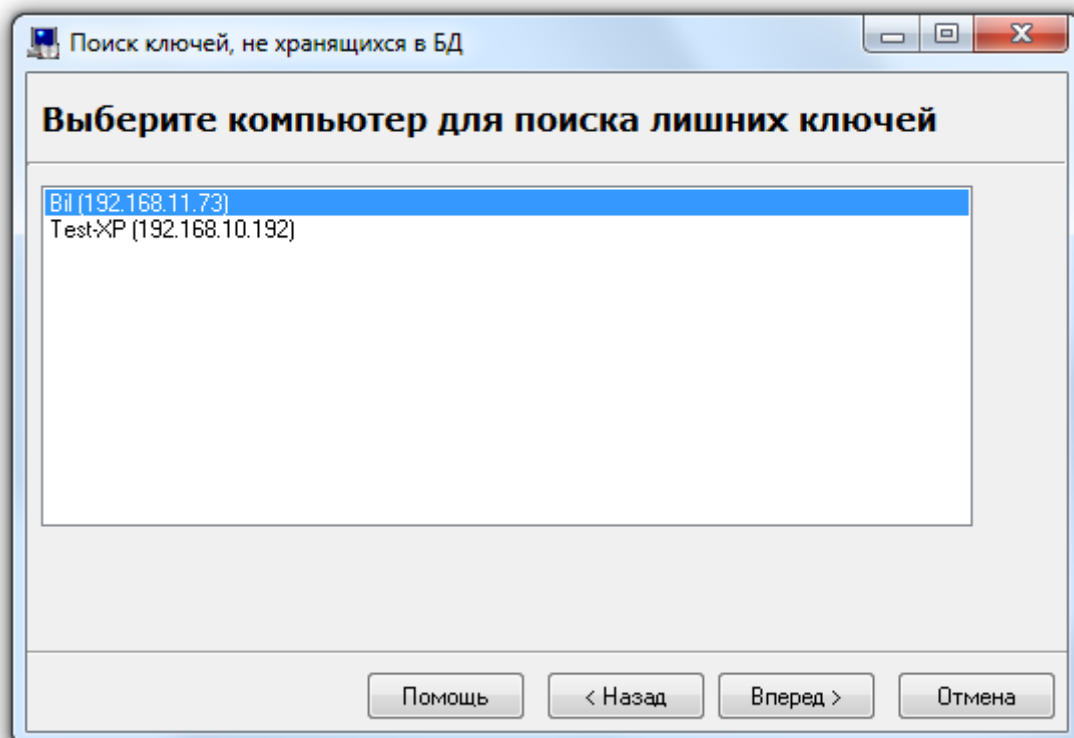 Поиск ключей, не хранящихся в БД
Выберите компьютер для поиска лишних ключей
Bil (192.168.11.73)
Test-XP (192.168.10.192)
Помощь
< Назад
Вперед >
Отмена